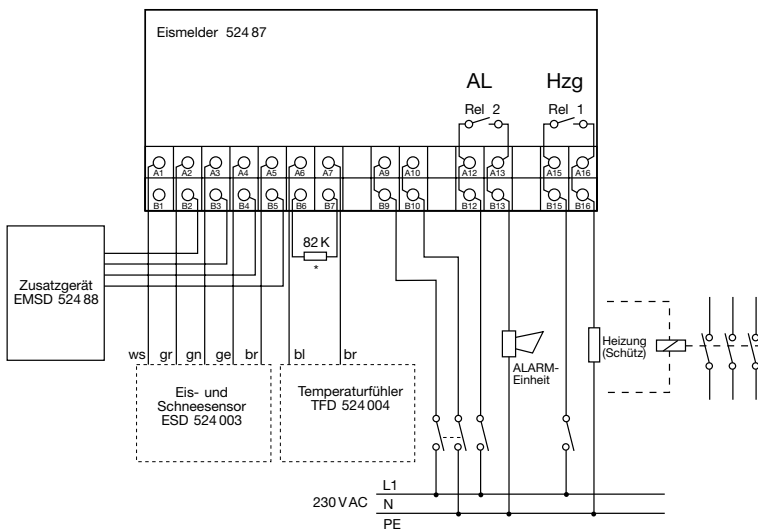 Eismelder 524 87
AL Hzg
Rel 2 Rel 1
A1 A2 A3 A4 A5 A6 A7 A9 A10 A12 A13 A15 A16
B1 B2 B3 B4 B5 B6 B7 B9 B10 B12 B13 B15 B16
82 K
*
Zusatzgerät
EMSD 524 88
ws gr gn ge br bl br
Eis- und
Schneesensor
ESD 524 003
Temperaturfühler
TFD 524 004
ALARM-
Einheit
Heizung
(Schütz)
230 V AC
L1
N
PE